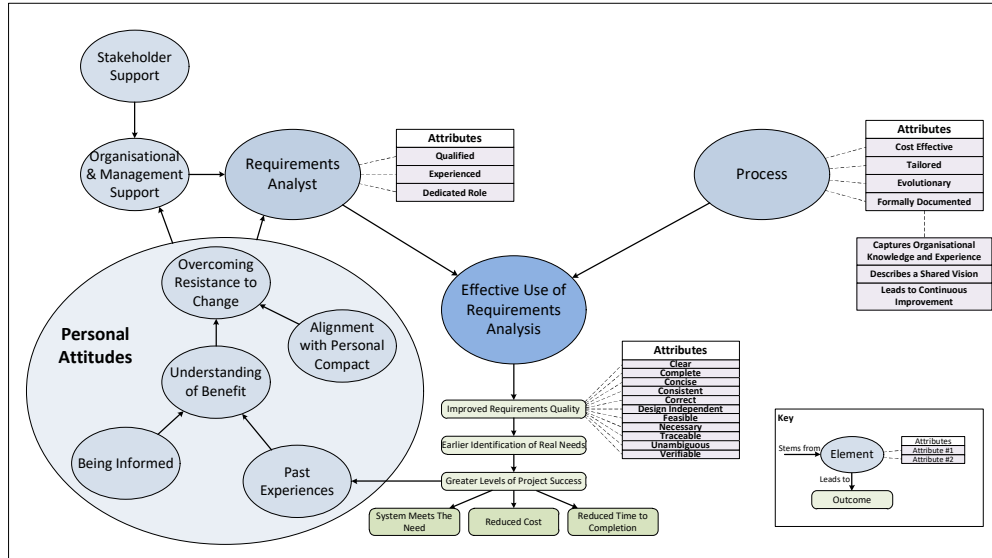 Stakeholder
Support
Organisational
& Management
Support
Requirements
Analyst
Attributes
Qualified
Experienced
Dedicated Role
Process
Attributes
Cost Effective
Tailored
Evolutionary
Formally Documented
Captures Organisational
Knowledge and Experience
Describes a Shared Vision
Leads to Continuous
Improvement
Personal
Attitudes
Overcoming
Resistance to
Change
Alignment
with Personal
Compact
Understanding
of Benefit
Being Informed
Past
Experiences
Effective Use of
Requirements
Analysis
Improved Requirements Quality
Attributes
Clear
Complete
Concise
Consistent
Correct
Design Independent
Feasible
Necessary
Traceable
Unambiguous
Verifiable
Earlier Identification of Real Needs
Greater Levels of Project Success
System Meets The
Need
Reduced Cost
Reduced Time to
Completion
Key
Stems from
Element
Attributes
Attribute #1
Attribute #2
Leads to
Outcome